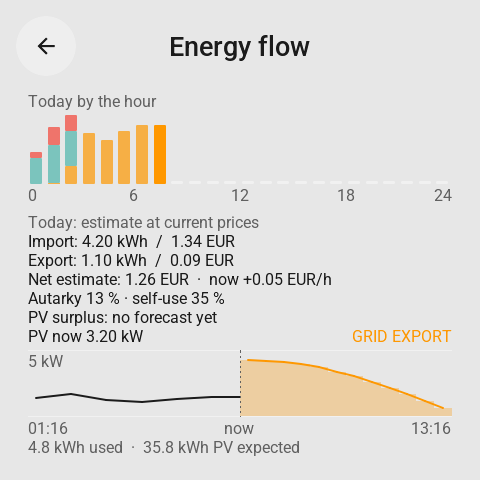 Energy flow
Today by the hour
0 6 12 18 24
Today: estimate at current prices
Import: 4.20 kWh / 1.34 EUR
Export: 1.10 kWh / 0.09 EUR
Net estimate: 1.26 EUR · now +0.05 EUR/h
Autarky 13 % · self-use 35 %
PV surplus: no forecast yet
PV now 3.20 kW GRID EXPORT
5 kW
01:16 now 13:16
4.8 kWh used · 35.8 kWh PV expected